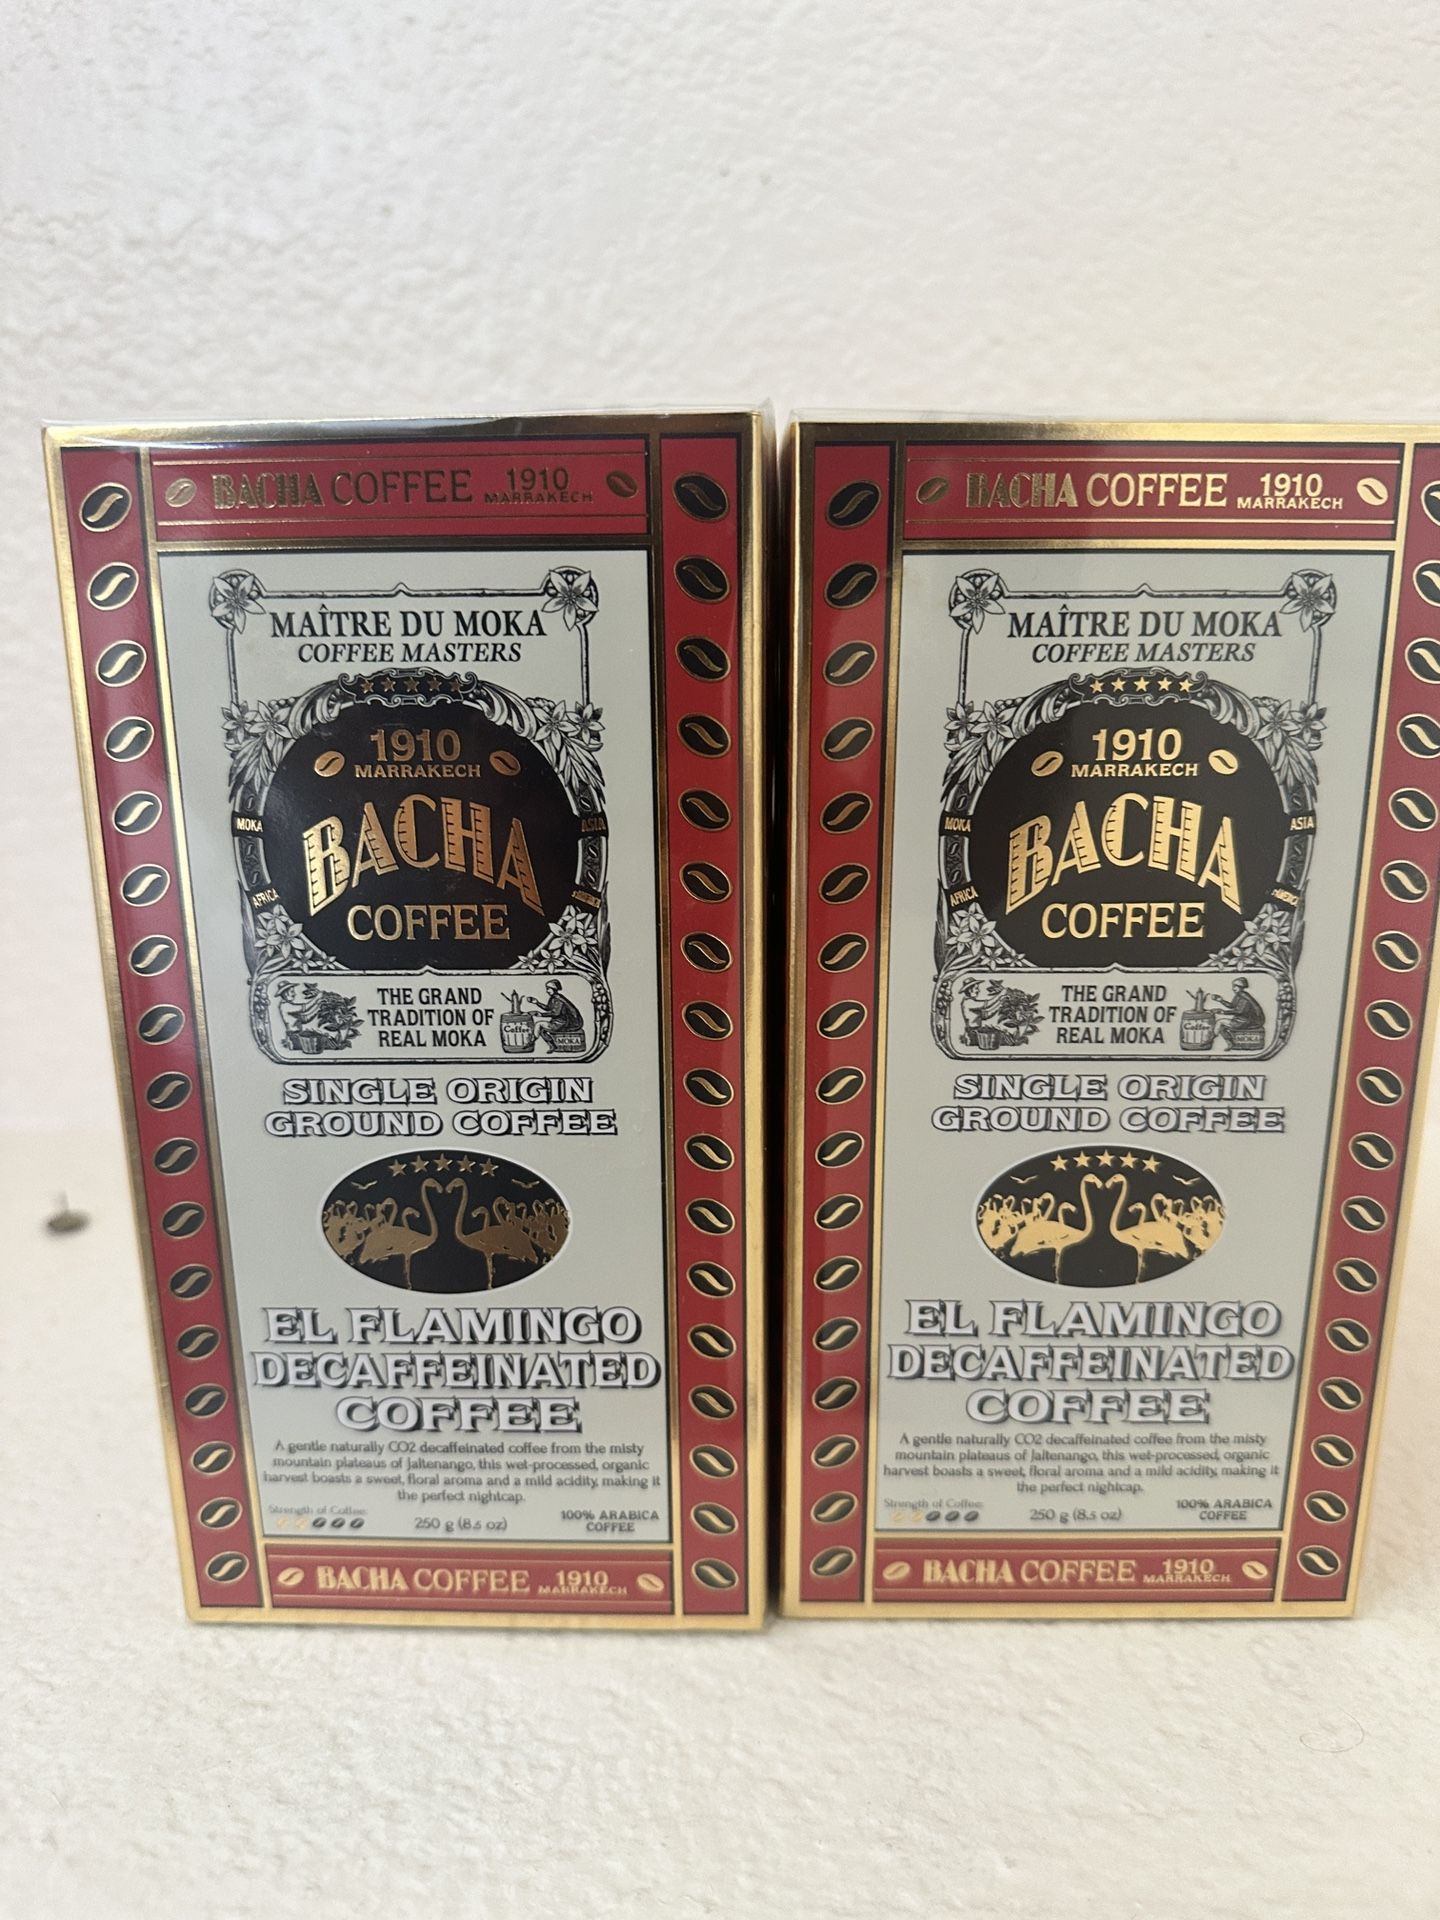 BACHA COFFEE 1910 MARRAKECH
MAÎTRE DU MOKA
COFFEE MASTERS
1910
MARRAKECH
MOKA
ASIA
BACHA
AFRICA
COFFEE
THE GRAND
TRADITION OF
REAL MOKA
Coffee
MOKA
SINGLE ORIGIN
GROUND COFFEE
EL FLAMINGO
DECAFFEINATED
COFFEE
A gentle naturally CO2 decaffeinated coffee from the misty
mountain plateaus of Jaltenango, this wet-processed, organic
harvest boasts a sweet, floral aroma and a mild acidity, making it
the perfect nightcap.
Strength of Coffee:
250 g (8.5 oz)
100% ARABICA
COFFEE
BACHA COFFEE 1910 MARRAKECH
BACHA COFFEE 1910 MARRAKECH
MAÎTRE DU MOKA
COFFEE MASTERS
1910
MARRAKECH
MOKA
ASIA
BACHA
AFRICA
COFFEE
THE GRAND
TRADITION OF
REAL MOKA
Coffee
MOKA
SINGLE ORIGIN
GROUND COFFEE
EL FLAMINGO
DECAFFEINATED
COFFEE
A gentle naturally CO2 decaffeinated coffee from the misty
mountain plateaus of Jaltenango, this wet-processed, organic
harvest boasts a sweet, floral aroma and a mild acidity, making it
the perfect nightcap.
Strength of Coffee:
250 g (8.5 oz)
100% ARABICA
COFFEE
BACHA COFFEE 1910 MARRAKECH